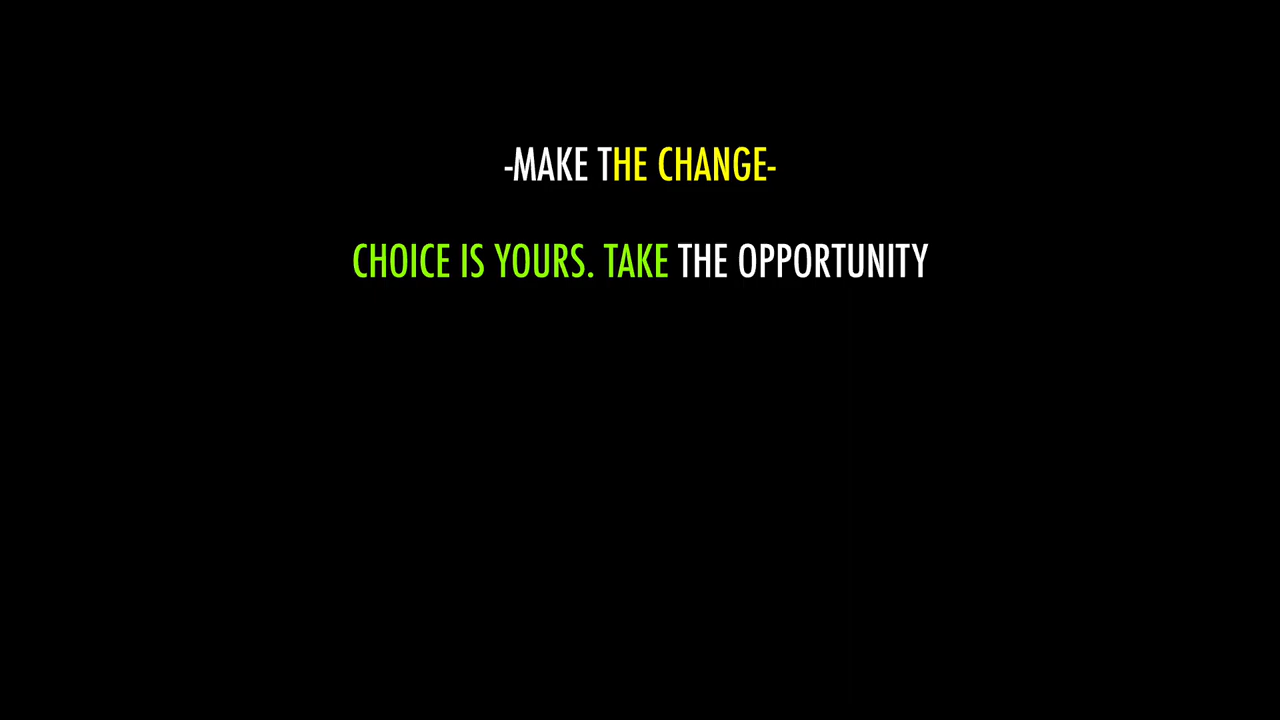 -MAKE THE CHANGE-
CHOICE IS YOURS. TAKE THE OPPORTUNITY